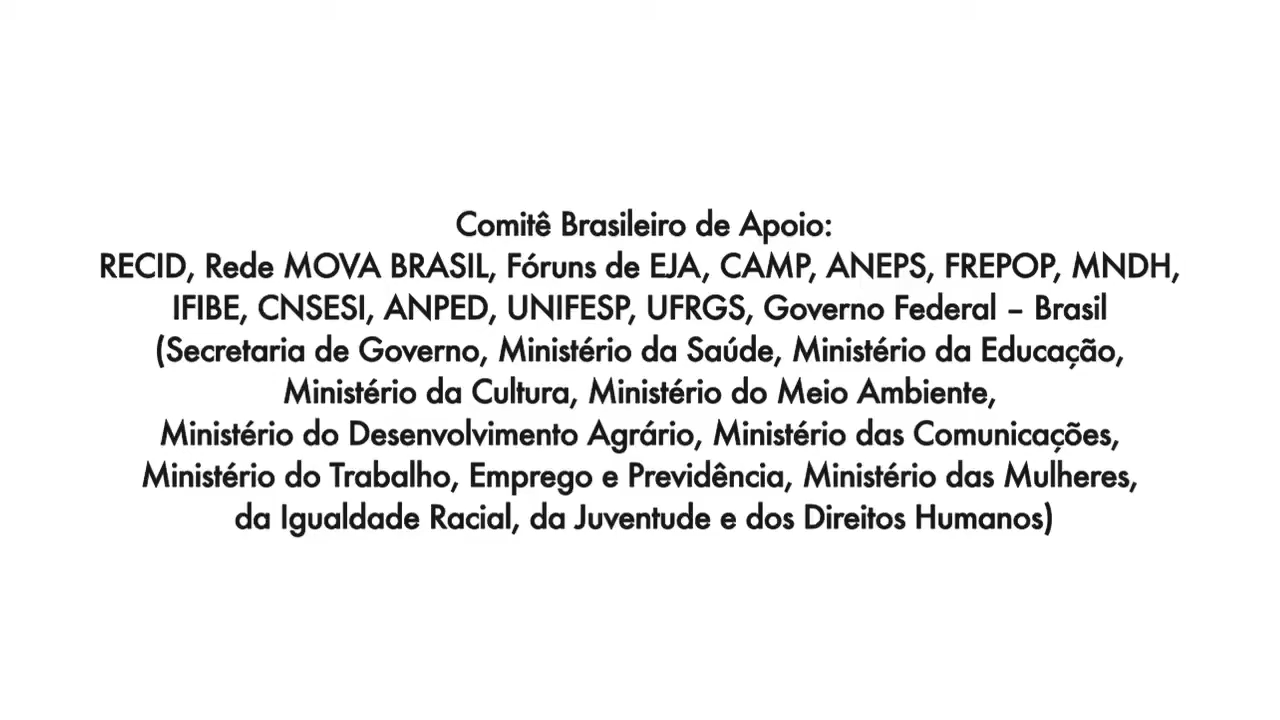 Comitê Brasileiro de Apoio:
RECID, Rede MOVA BRASIL, Fóruns de EJA, CAMP, ANEPS, FREPOP, MNDH,
IFIBE, CNSESI, ANPED, UNIFESP, UFRGS, Governo Federal – Brasil
(Secretaria de Governo, Ministério da Saúde, Ministério da Educação,
Ministério da Cultura, Ministério do Meio Ambiente,
Ministério do Desenvolvimento Agrário, Ministério das Comunicações,
Ministério do Trabalho, Emprego e Previdência, Ministério das Mulheres,
da Igualdade Racial, da Juventude e dos Direitos Humanos)